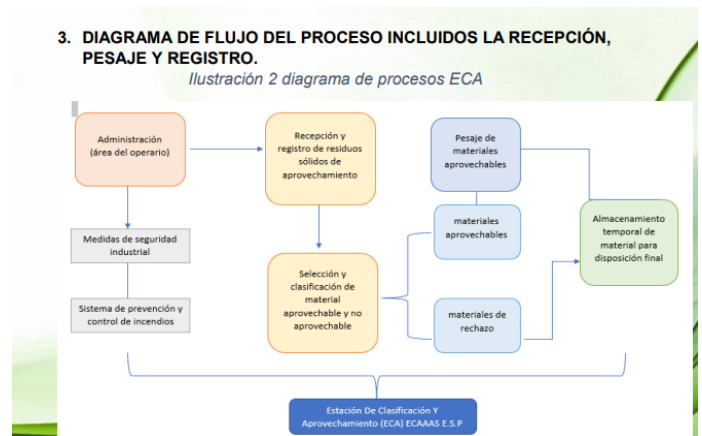 3. DIAGRAMA DE FLUJO DEL PROCESO INCLUIDOS LA RECEPCIÓN,
PESAJE Y REGISTRO.
Ilustración 2 diagrama de procesos ECA
Administración
(área del operario)
Recepción y
registro de residuos
sólidos de
aprovechamiento
Pesaje de
materiales
aprovechables
Medidas de seguridad
industrial
materiales
aprovechables
Almacenamiento
temporal de
material para
disposición final
Selección y
clasificación de
material
aprovechable y no
aprovechable
Sistema de prevención y
control de incendios
materiales de
rechazo
Estación De Clasificación Y
Aprovechamiento (ECA) ECAAAS E.S.P